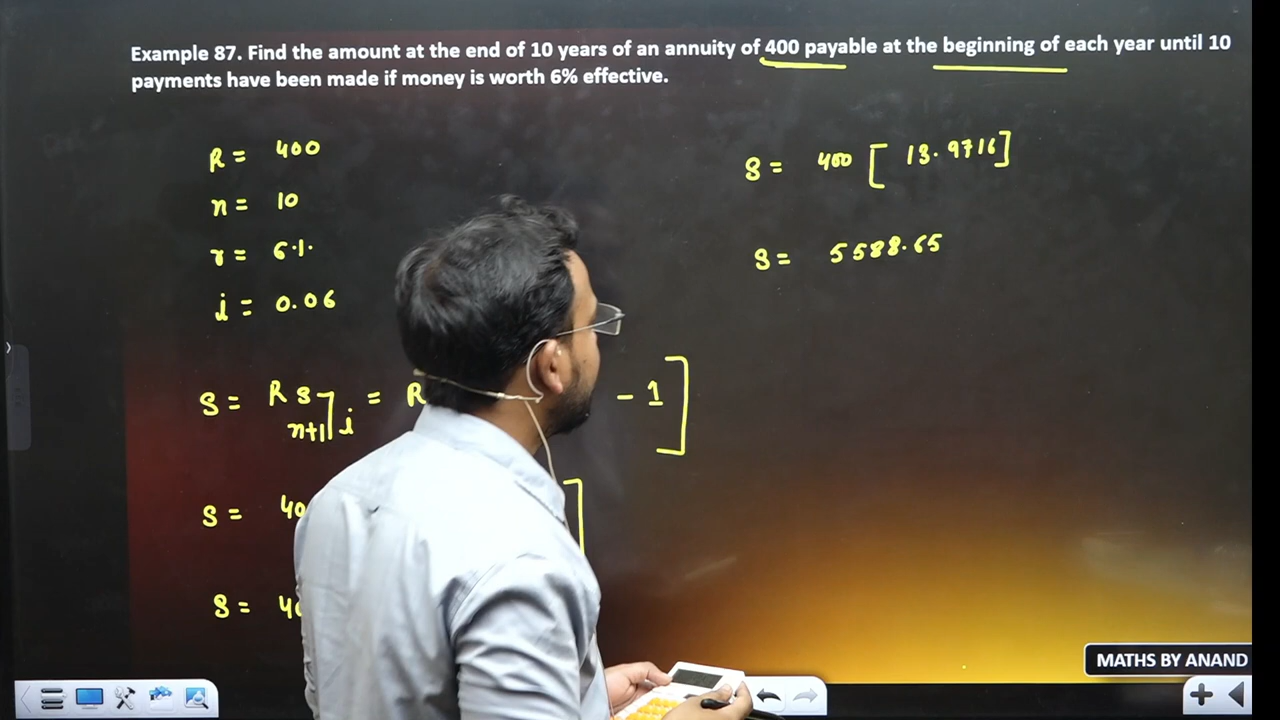 Example 87. Find the amount at the end of 10 years of an annuity of 400 payable at the beginning of each year until 10
payments have been made if money is worth 6% effective.
R = 400
n = 10
r = 6%
i = 0.06
S = R s n+1 i = R - 1 ]
S = 40 ]
S = 40
S = 400 [ 13.9716 ]
S = 5588.65
MATHS BY ANAND